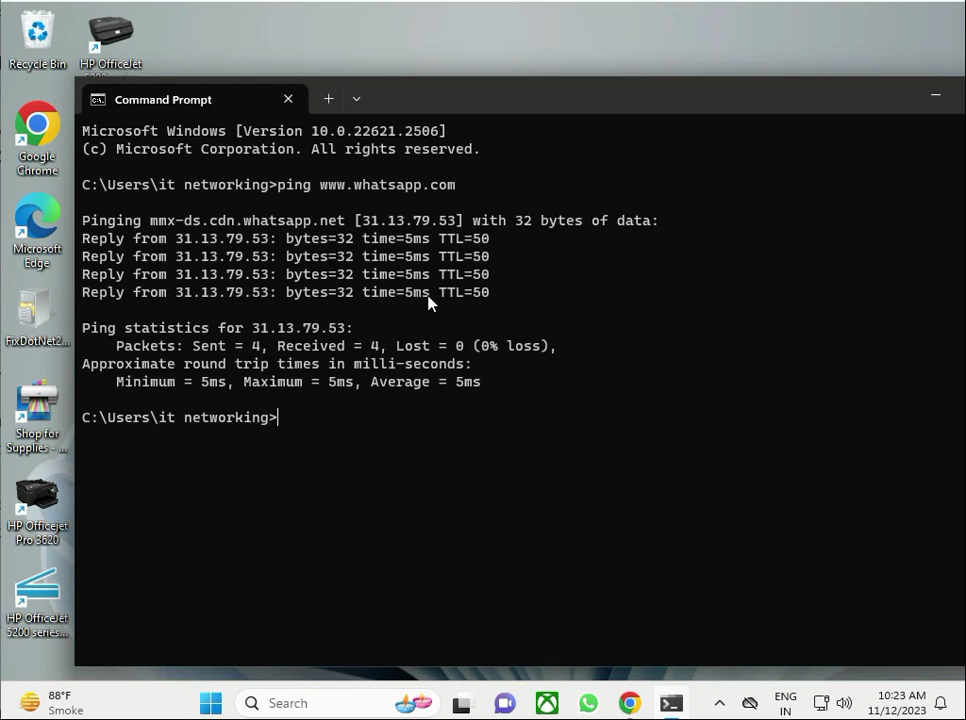 Recycle Bin
HP OfficeJet
Google
Chrome
Microsoft
Edge
FixDotNet2...
Shop for
Supplies - ...
HP Officejet
Pro 3620
HP OfficeJet
5200 series...
Command Prompt
Microsoft Windows [Version 10.0.22621.2506]
(c) Microsoft Corporation. All rights reserved.
C:\Users\it networking>ping www.whatsapp.com
Pinging mmx-ds.cdn.whatsapp.net [31.13.79.53] with 32 bytes of data:
Reply from 31.13.79.53: bytes=32 time=5ms TTL=50
Reply from 31.13.79.53: bytes=32 time=5ms TTL=50
Reply from 31.13.79.53: bytes=32 time=5ms TTL=50
Reply from 31.13.79.53: bytes=32 time=5ms TTL=50
Ping statistics for 31.13.79.53:
Packets: Sent = 4, Received = 4, Lost = 0 (0% loss),
Approximate round trip times in milli-seconds:
Minimum = 5ms, Maximum = 5ms, Average = 5ms
C:\Users\it networking>
88°F
Smoke
Search
ENG
IN
10:23 AM
11/12/2023